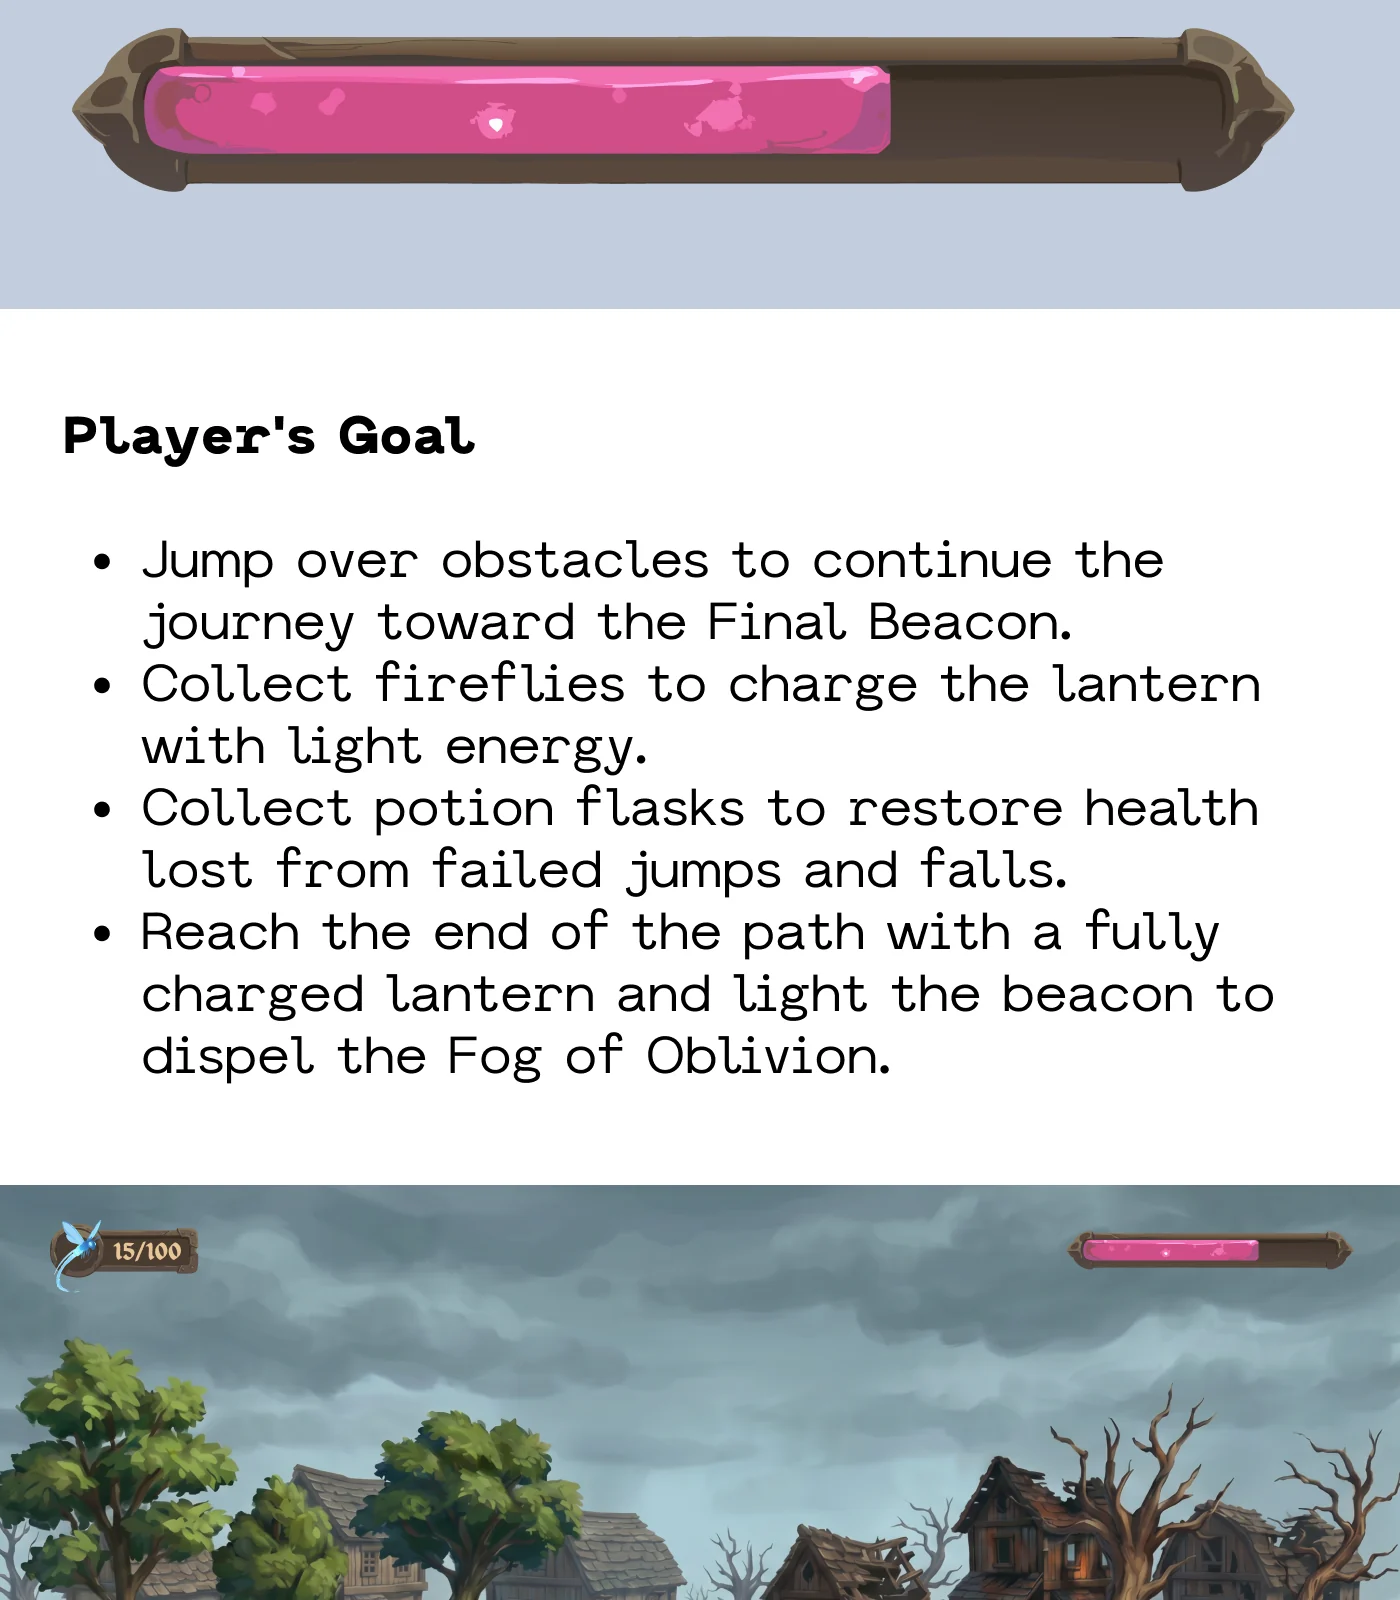 Player's Goal
• Jump over obstacles to continue the
journey toward the Final Beacon.
• Collect fireflies to charge the lantern
with light energy.
• Collect potion flasks to restore health
lost from failed jumps and falls.
• Reach the end of the path with a fully
charged lantern and light the beacon to
dispel the Fog of Oblivion.
15/100